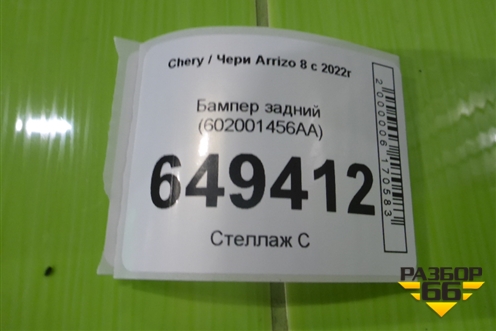 Chery / Чери Arrizo 8 с 2022г
Бампер задний
(602001456AA)
649412
Стеллаж С
2000006170583
РАЗБОР
66